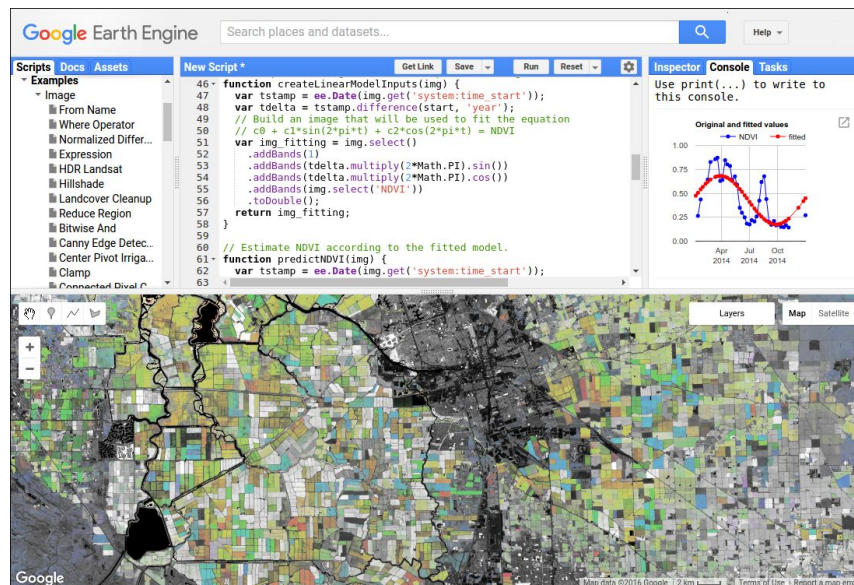 Google Earth Engine
Search places and datasets...
Help
Scripts Docs Assets
Examples
Image
From Name
Where Operator
Normalized Differ...
Expression
HDR Landsat
Hillshade
Landcover Cleanup
Reduce Region
Bitwise And
Canny Edge Detec...
Center Pivot Irriga...
Clamp
Connected Pixel C
New Script *
Get Link Save Run Reset
46 function createLinearModelInputs(img) {
47 var tstamp = ee.Date(img.get('system:time_start'));
48 var tdelta = tstamp.difference(start, 'year');
49 // Build an image that will be used to fit the equation
50 // c0 + c1*sin(2*pi*t) + c2*cos(2*pi*t) = NDVI
51 var img_fitting = img.select()
52 .addBands(1)
53 .addBands(tdelta.multiply(2*Math.PI).sin())
54 .addBands(tdelta.multiply(2*Math.PI).cos())
55 .addBands(img.select('NDVI'))
56 .toDouble();
57 return img_fitting;
58 }
59
60 // Estimate NDVI according to the fitted model.
61 function predictNDVI(img) {
62 var tstamp = ee.Date(img.get('system:time_start'));
63
Inspector Console Tasks
Use print(...) to write to
this console.
Original and fitted values
NDVI fitted
1.00
0.75
0.50
0.25
0.00
Apr Jul Oct
2014 2014 2014
Layers
Map Satellite
+
−
Google
Map data ©2016 Google 2 km Terms of Use Report a map erro